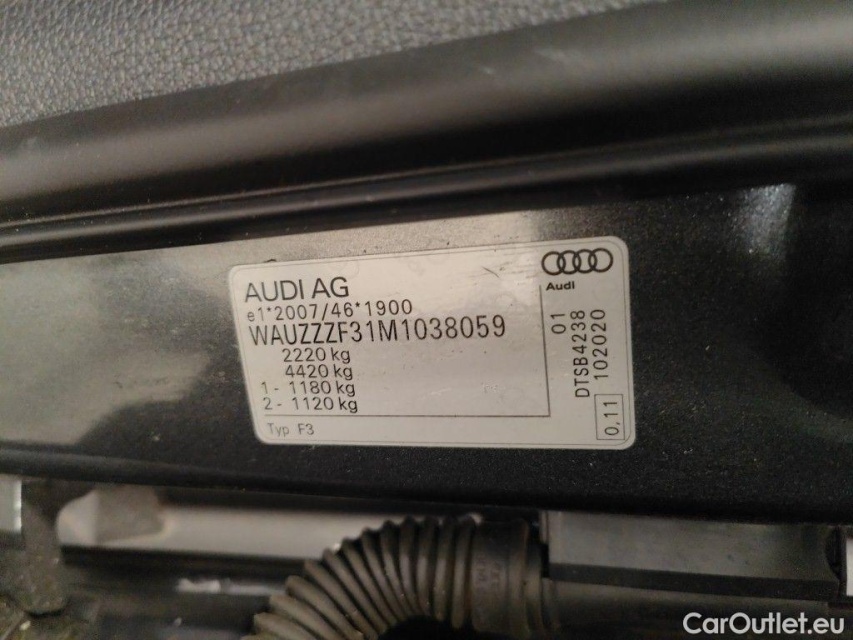 AUDI AG
e1*2007/46*1900
WAUZZZF31M1038059
2220 kg
4420 kg
1 - 1180 kg
2 - 1120 kg
Typ F3
Audi
01
DTSB4238
102020
0,11
CarOutlet.eu